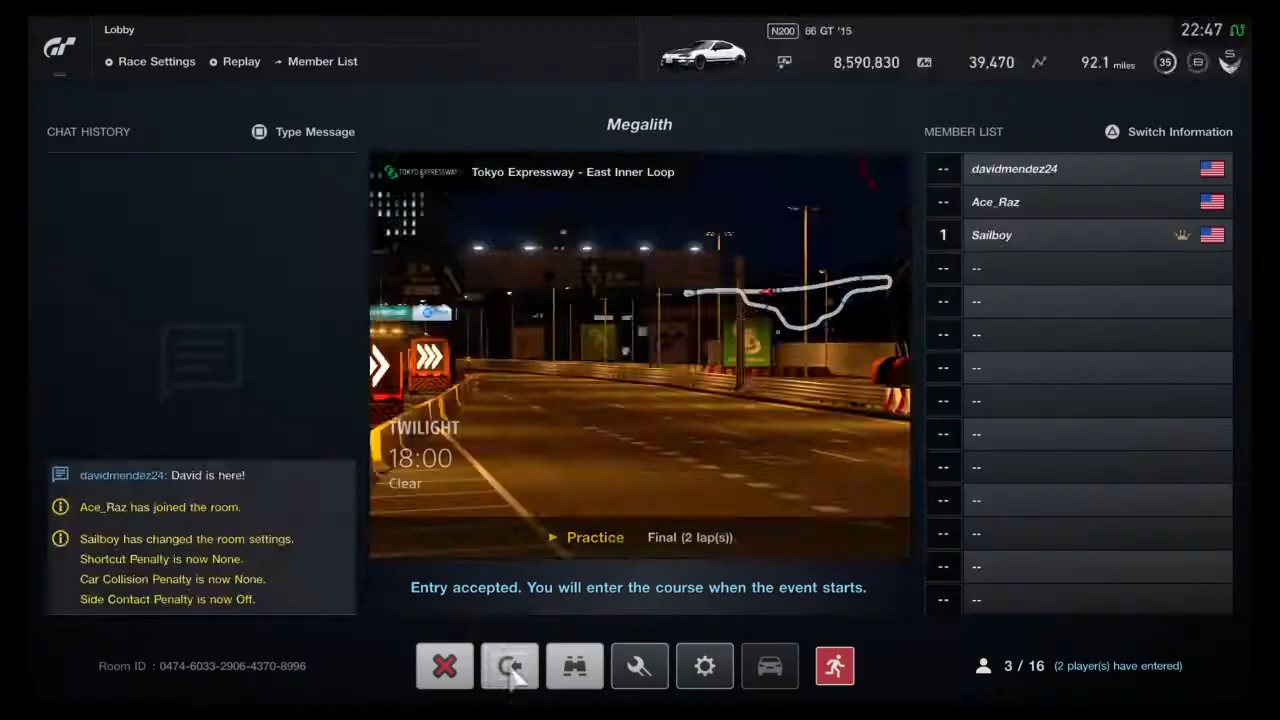 Lobby
Race Settings
Replay
Member List
N200
86 GT '15
8,590,830
39,470
92.1 miles
35
B
S
22:47
CHAT HISTORY
Type Message
Megalith
MEMBER LIST
Switch Information
TOKYO EXPRESSWAY
Tokyo Expressway - East Inner Loop
TWILIGHT
18:00
Clear
Practice
Final (2 lap(s))
Entry accepted. You will enter the course when the event starts.
-- davidmendez24
-- Ace_Raz
1 Sailboy
-- --
-- --
-- --
-- --
-- --
-- --
-- --
-- --
-- --
-- --
-- --
davidmendez24: David is here!
Ace_Raz has joined the room.
Sailboy has changed the room settings.
Shortcut Penalty is now None.
Car Collision Penalty is now None.
Side Contact Penalty is now Off.
Room ID : 0474-6033-2906-4370-8996
3 / 16 (2 player(s) have entered)